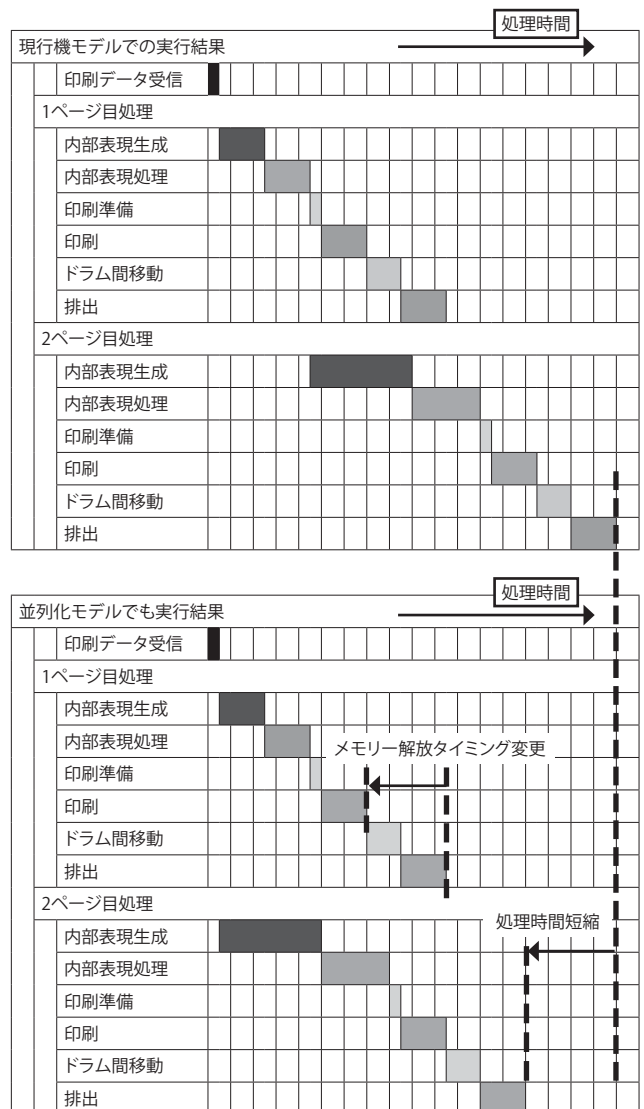 処理時間
現行機モデルでの実行結果
印刷データ受信
1ページ目処理
内部表現生成
内部表現処理
印刷準備
印刷
ドラム間移動
排出
2ページ目処理
内部表現生成
内部表現処理
印刷準備
印刷
ドラム間移動
排出
処理時間
並列化モデルでも実行結果
印刷データ受信
1ページ目処理
内部表現生成
内部表現処理
メモリー解放タイミング変更
印刷準備
印刷
ドラム間移動
排出
2ページ目処理
処理時間短縮
内部表現生成
内部表現処理
印刷準備
印刷
ドラム間移動
排出